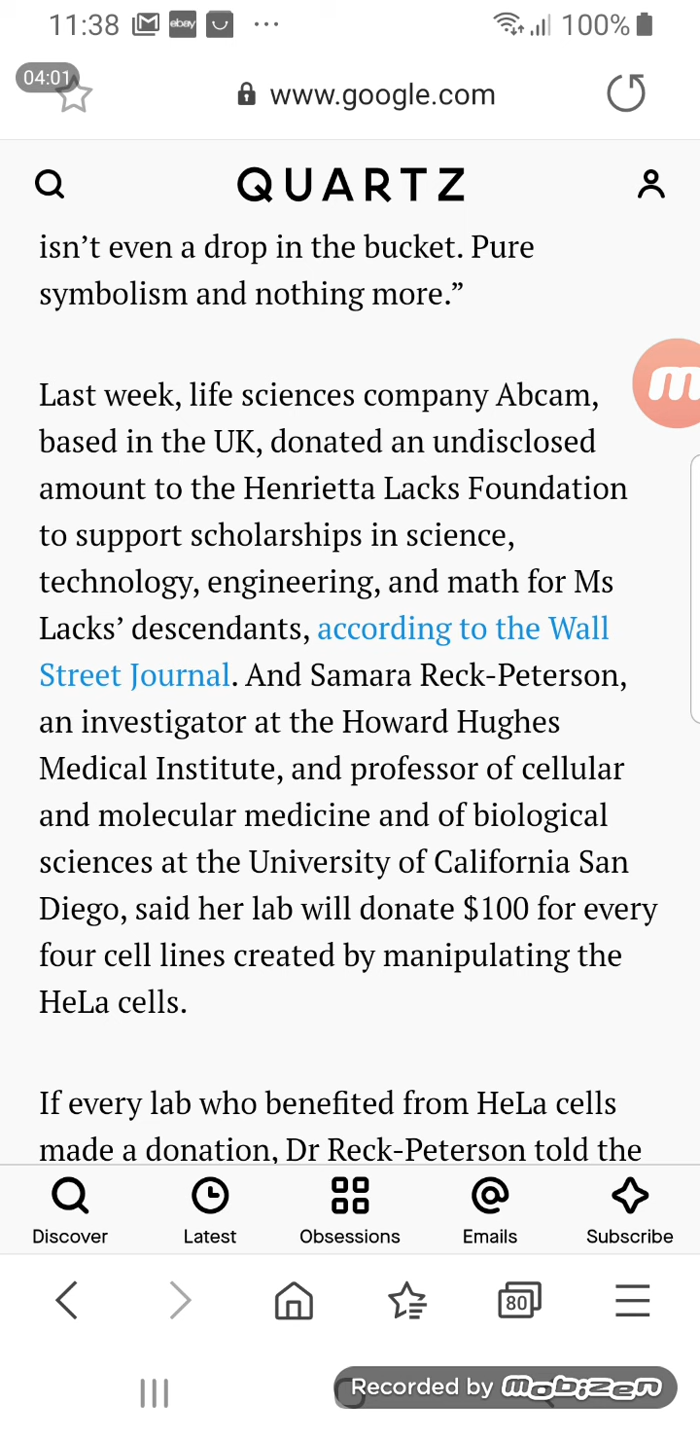 11:38 ebay ... 100%
04:01
www.google.com
QUARTZ
isn’t even a drop in the bucket. Pure
symbolism and nothing more.”
Last week, life sciences company Abcam,
based in the UK, donated an undisclosed
amount to the Henrietta Lacks Foundation
to support scholarships in science,
technology, engineering, and math for Ms
Lacks’ descendants, according to the Wall
Street Journal. And Samara Reck-Peterson,
an investigator at the Howard Hughes
Medical Institute, and professor of cellular
and molecular medicine and of biological
sciences at the University of California San
Diego, said her lab will donate $100 for every
four cell lines created by manipulating the
HeLa cells.
If every lab who benefited from HeLa cells
made a donation, Dr Reck-Peterson told the
Discover Latest Obsessions Emails Subscribe
80
Recorded by mobizen